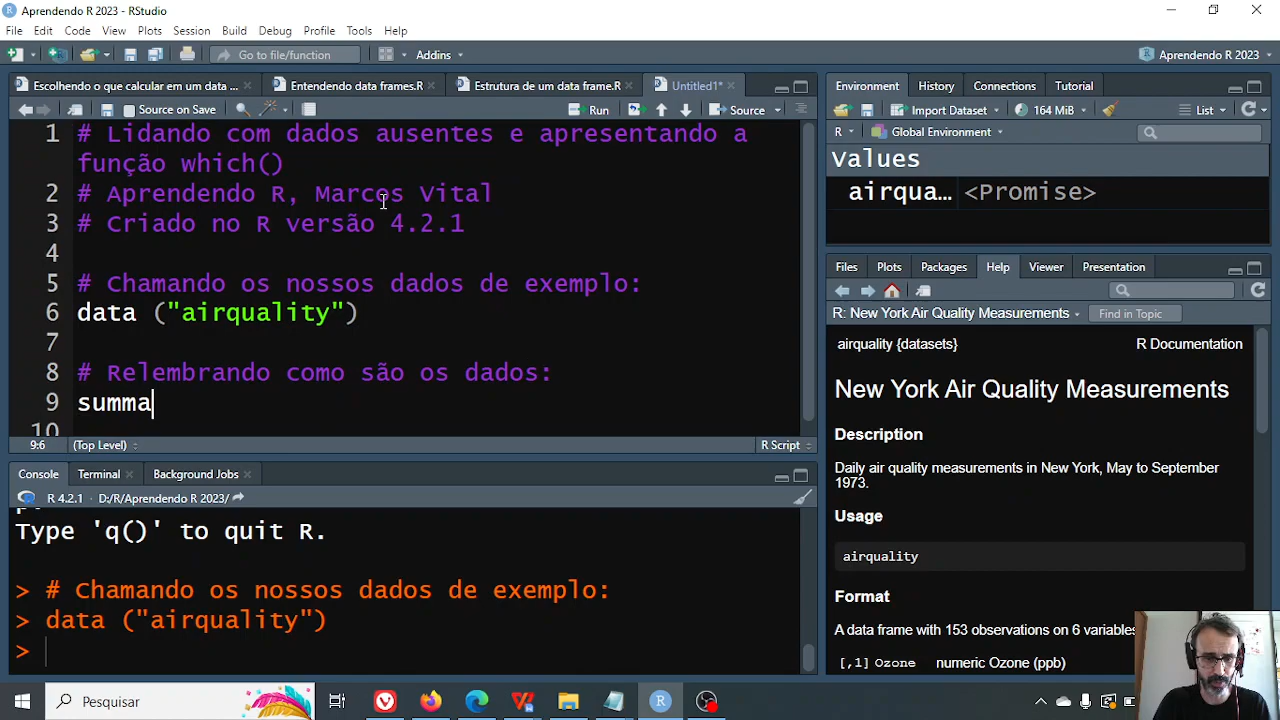 Aprendendo R 2023 - RStudio
File Edit Code View Plots Session Build Debug Profile Tools Help
Go to file/function Addins Aprendendo R 2023
Escolhendo o que calcular em um data ... Entendendo data frames.R Estrutura de um data frame.R Untitled1*
Source on Save Run Source
1 # Lidando com dados ausentes e apresentando a
função which()
2 # Aprendendo R, Marcos Vital
3 # Criado no R versão 4.2.1
4
5 # Chamando os nossos dados de exemplo:
6 data ("airquality")
7
8 # Relembrando como são os dados:
9 summa
10
9:6 (Top Level) R Script
Console Terminal Background Jobs
R 4.2.1 · D:/R/Aprendendo R 2023/
Type 'q()' to quit R.
> # Chamando os nossos dados de exemplo:
> data ("airquality")
>
Environment History Connections Tutorial
Import Dataset 164 MiB List
R Global Environment
Values
airqua… <Promise>
Files Plots Packages Help Viewer Presentation
R: New York Air Quality Measurements Find in Topic
airquality {datasets} R Documentation
New York Air Quality Measurements
Description
Daily air quality measurements in New York, May to September
1973.
Usage
airquality
Format
A data frame with 153 observations on 6 variables
[,1] Ozone numeric Ozone (ppb)
Pesquisar